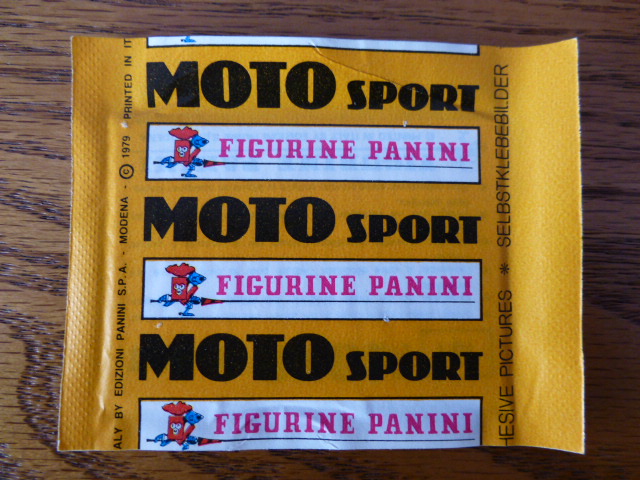 MOTO SPORT
FIGURINE PANINI
MOTO SPORT
FIGURINE PANINI
MOTO SPORT
FIGURINE PANINI
ALY BY EDIZIONI PANINI S.P.A. - MODENA - © 1979 PRINTED IN IT
HESIVE PICTURES * SELBSTKLEBEBILDER